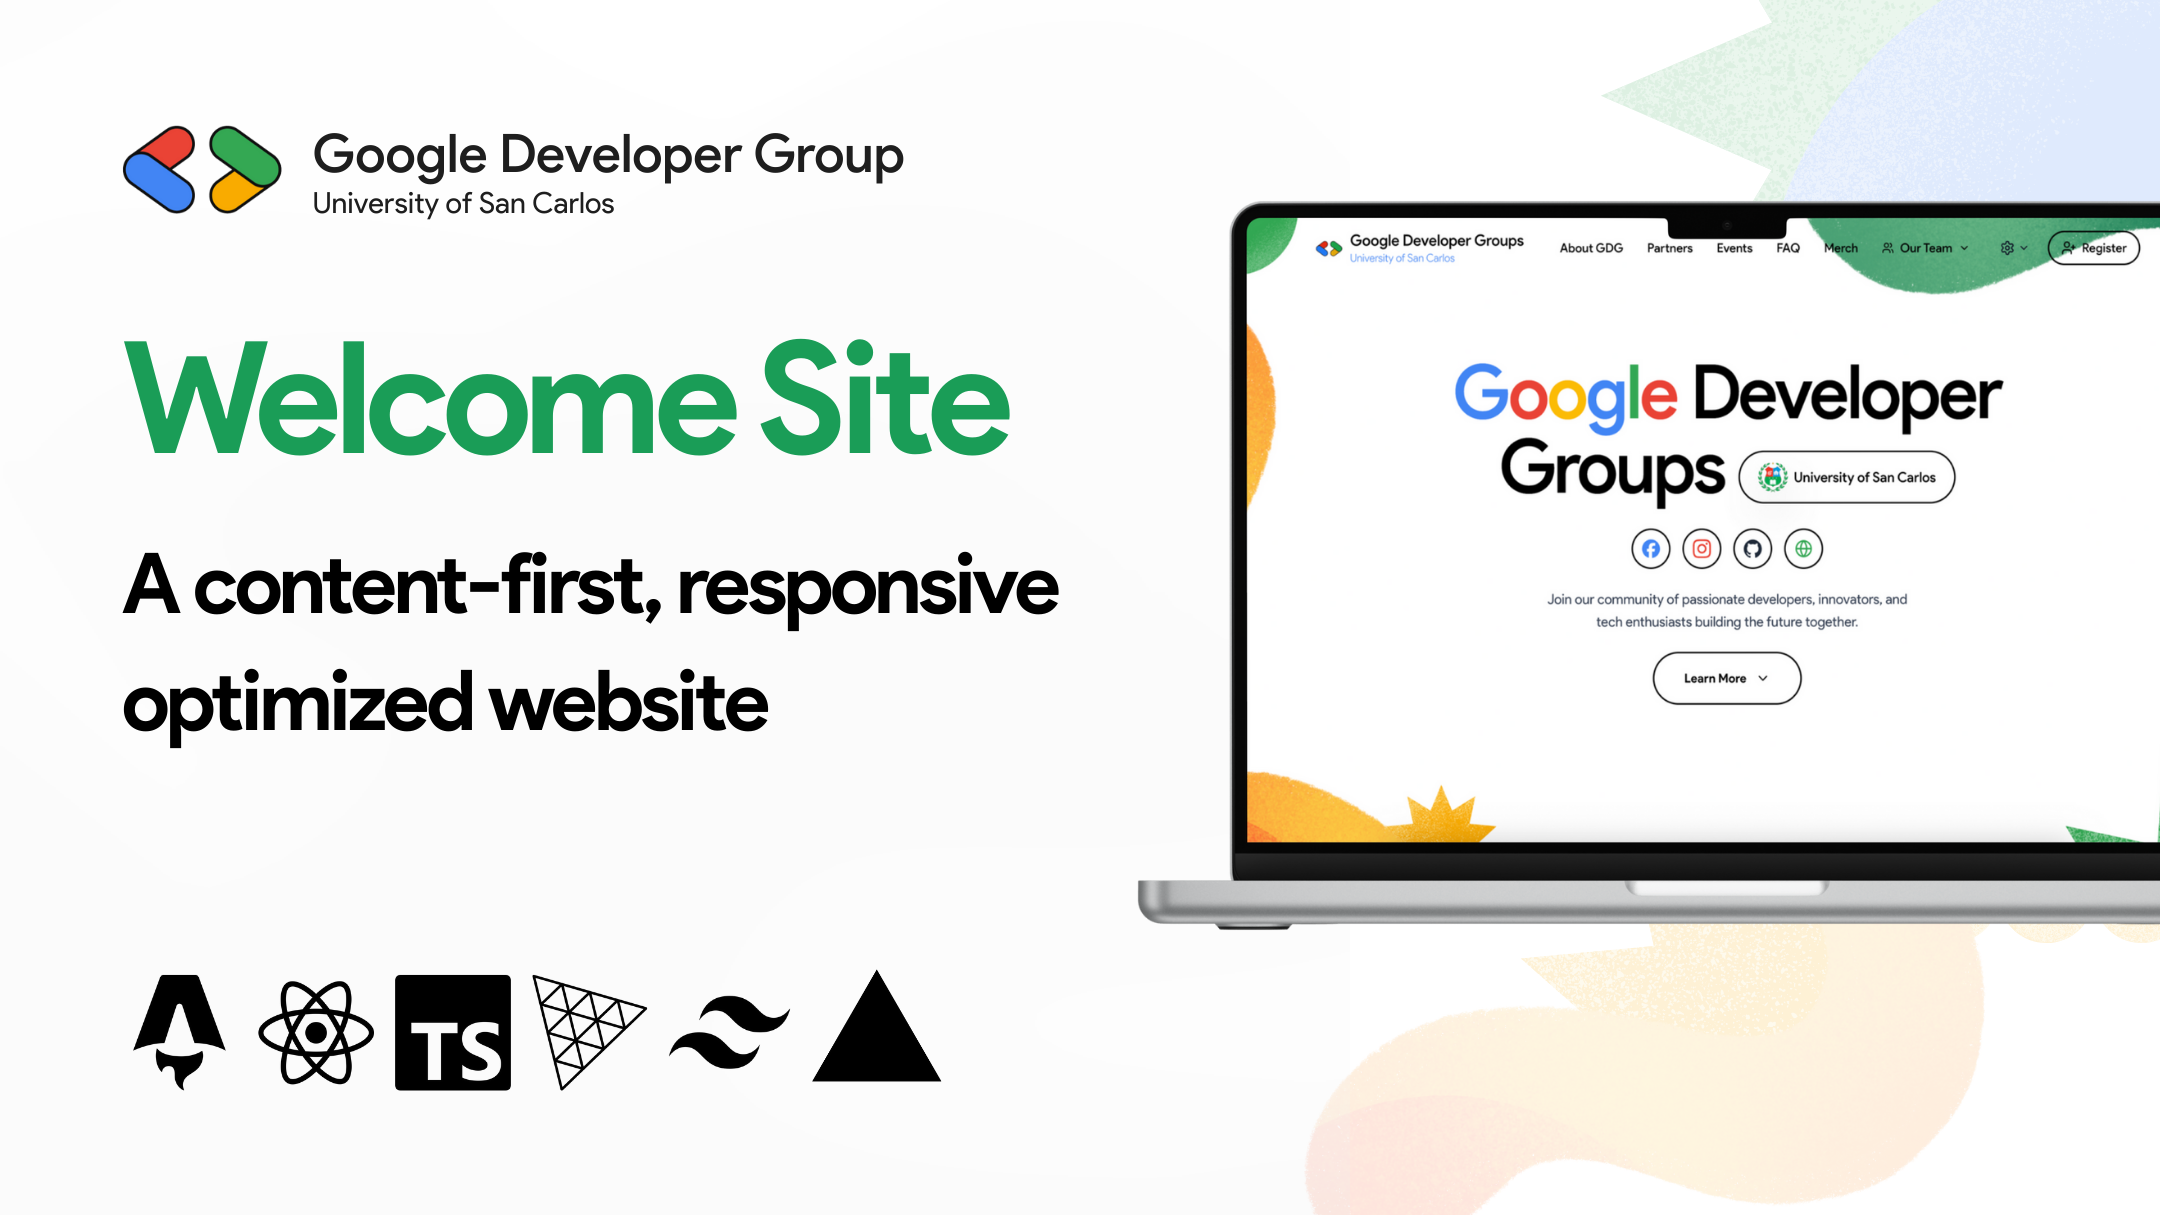 Google Developer Group
University of San Carlos
Welcome Site
A content-first, responsive
optimized website
TS
Google Developer Groups
University of San Carlos
About GDG
Partners
Events
FAQ
Merch
Our Team
Register
Google Developer
Groups
University of San Carlos
Join our community of passionate developers, innovators, and
tech enthusiasts building the future together.
Learn More